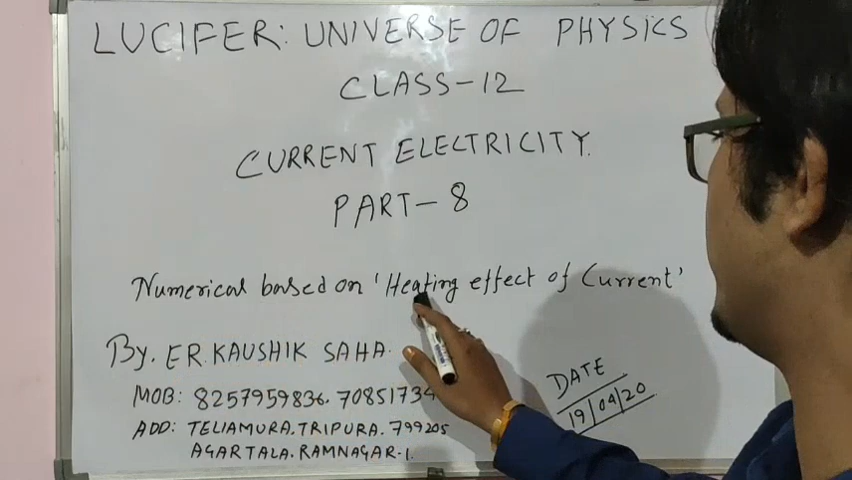 LUCIFER: UNIVERSE OF PHYSICS
CLASS-12
CURRENT ELECTRICITY.
PART-8
Numerical based on 'Heating effect of Current'
By. ER. KAUSHIK SAHA.
MOB: 8257959836. 70851734
ADD: TELIAMURA. TRIPURA. 799205
AGARTALA. RAMNAGAR-1.
DATE
19/04/20